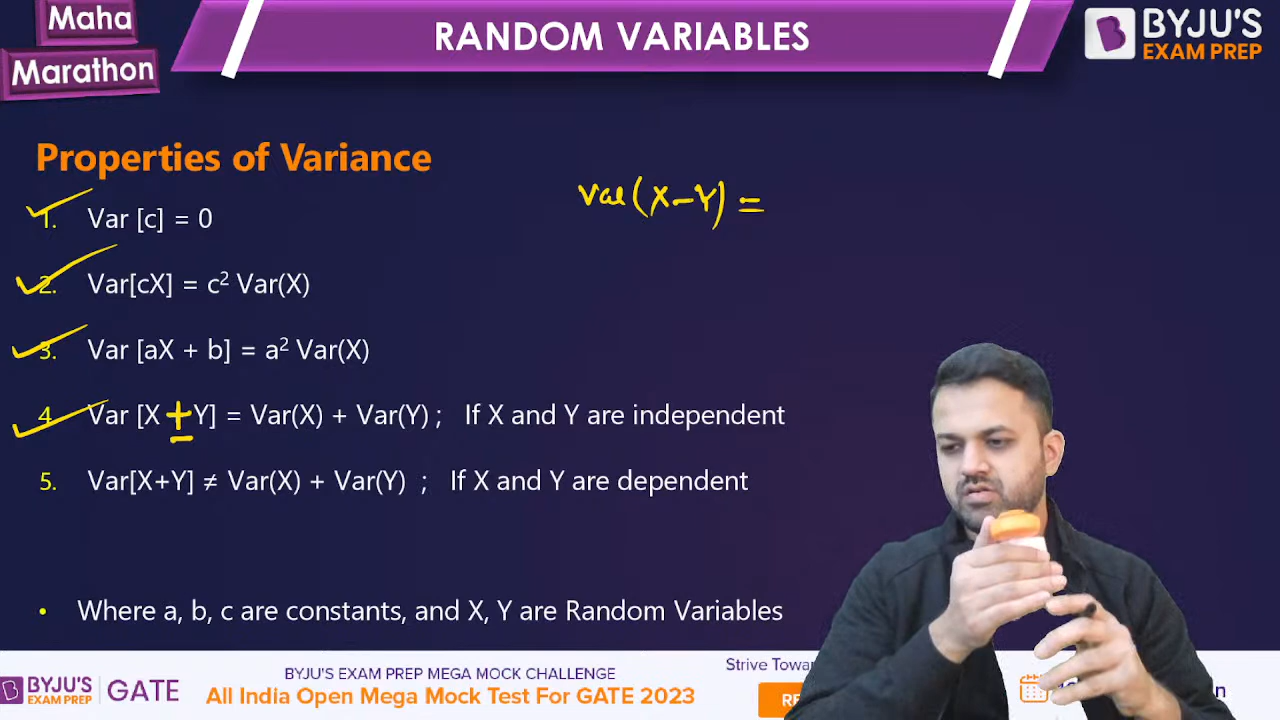 Maha
Marathon
RANDOM VARIABLES
BYJU'S
EXAM PREP
Properties of Variance
Var(X-Y) =
1. Var [c] = 0
2. Var[cX] = c² Var(X)
3. Var [aX + b] = a² Var(X)
4. Var [X ± Y] = Var(X) + Var(Y) ; If X and Y are independent
5. Var[X+Y] ≠ Var(X) + Var(Y) ; If X and Y are dependent
• Where a, b, c are constants, and X, Y are Random Variables
BYJU'S
EXAM PREP
GATE
BYJU'S EXAM PREP MEGA MOCK CHALLENGE
All India Open Mega Mock Test For GATE 2023
Strive